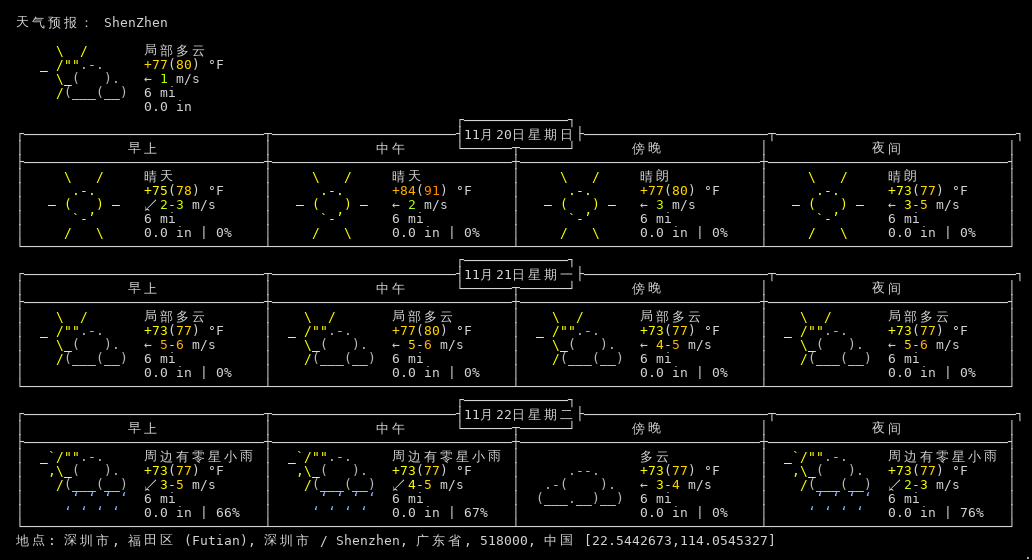 天气预报： ShenZhen
局部多云
+77(80) °F
← 1 m/s
6 mi
0.0 in
11月20日星期日
早上 中午 傍晚 夜间
晴天 晴天 晴朗 晴朗
+75(78) °F +84(91) °F +77(80) °F +73(77) °F
↙ 2-3 m/s ↙ 2 m/s ← 3 m/s ← 3-5 m/s
6 mi 6 mi 6 mi 6 mi
0.0 in | 0% 0.0 in | 0% 0.0 in | 0% 0.0 in | 0%
11月21日星期一
早上 中午 傍晚 夜间
局部多云 局部多云 局部多云 局部多云
+73(77) °F +77(80) °F +73(77) °F +73(77) °F
← 5-6 m/s ← 5-6 m/s ← 4-5 m/s ← 5-6 m/s
6 mi 6 mi 6 mi 6 mi
0.0 in | 0% 0.0 in | 0% 0.0 in | 0% 0.0 in | 0%
11月22日星期二
早上 中午 傍晚 夜间
周边有零星小雨 周边有零星小雨 多云 周边有零星小雨
+73(77) °F +73(77) °F +73(77) °F +73(77) °F
↙ 3-5 m/s ↙ 4-5 m/s ← 3-4 m/s ↙ 2-3 m/s
6 mi 6 mi 6 mi 6 mi
0.0 in | 66% 0.0 in | 67% 0.0 in | 0% 0.0 in | 76%
地点: 深圳市, 福田区 (Futian), 深圳市 / Shenzhen, 广东省, 518000, 中国 [22.5442673,114.0545327]